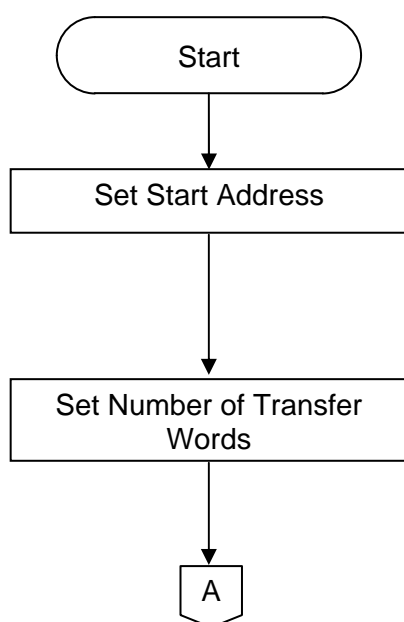 Start
Set Start Address
Set Number of Transfer
Words
A